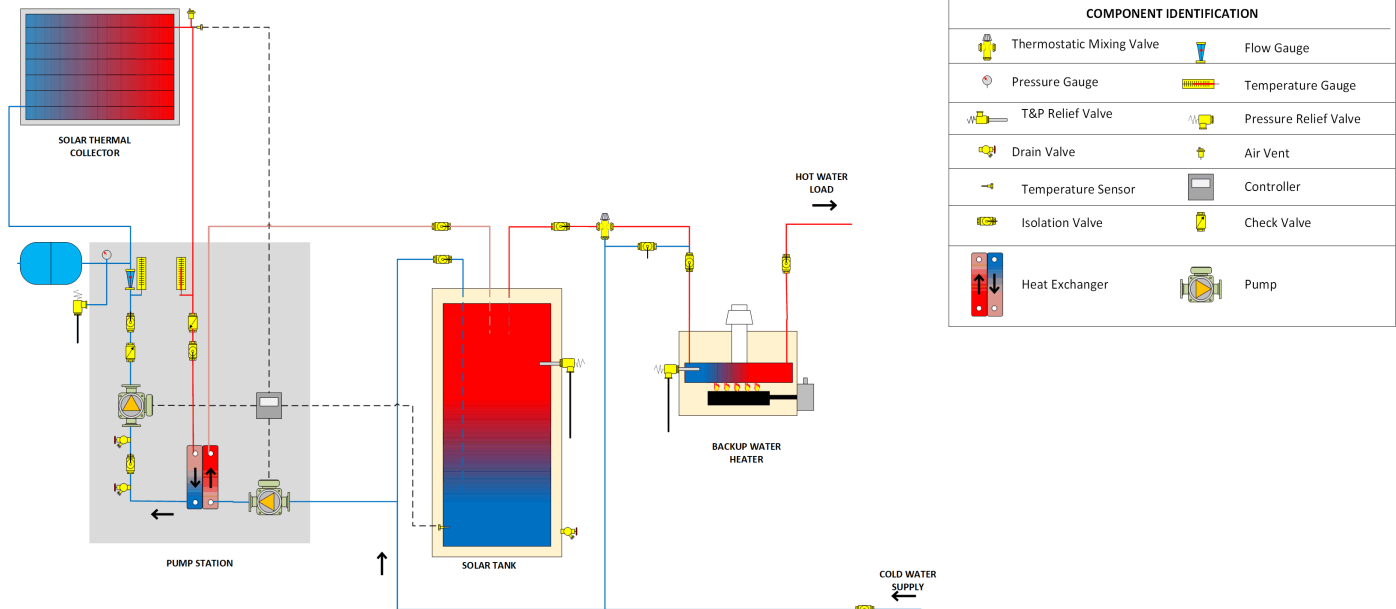 COMPONENT IDENTIFICATION
Thermostatic Mixing Valve
Flow Gauge
Pressure Gauge
Temperature Gauge
T&P Relief Valve
Pressure Relief Valve
Drain Valve
Air Vent
Temperature Sensor
Controller
Isolation Valve
Check Valve
Heat Exchanger
Pump
SOLAR THERMAL
COLLECTOR
HOT WATER
LOAD
BACKUP WATER
HEATER
PUMP STATION
SOLAR TANK
COLD WATER
SUPPLY